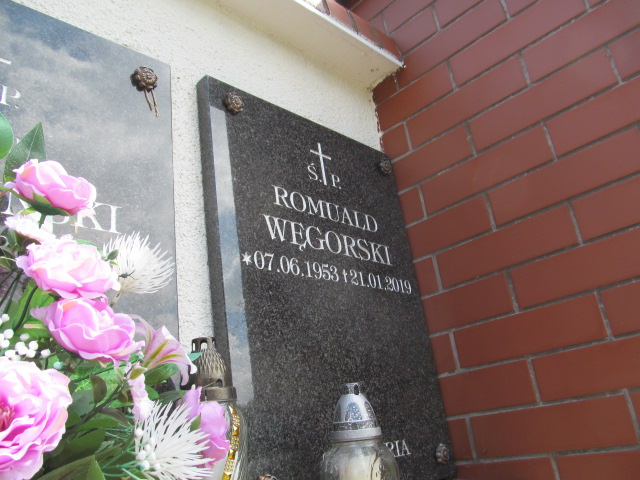 Ś.P.
ROMUALD
WĘGORSKI
*07.06.1953 †21.01.2019